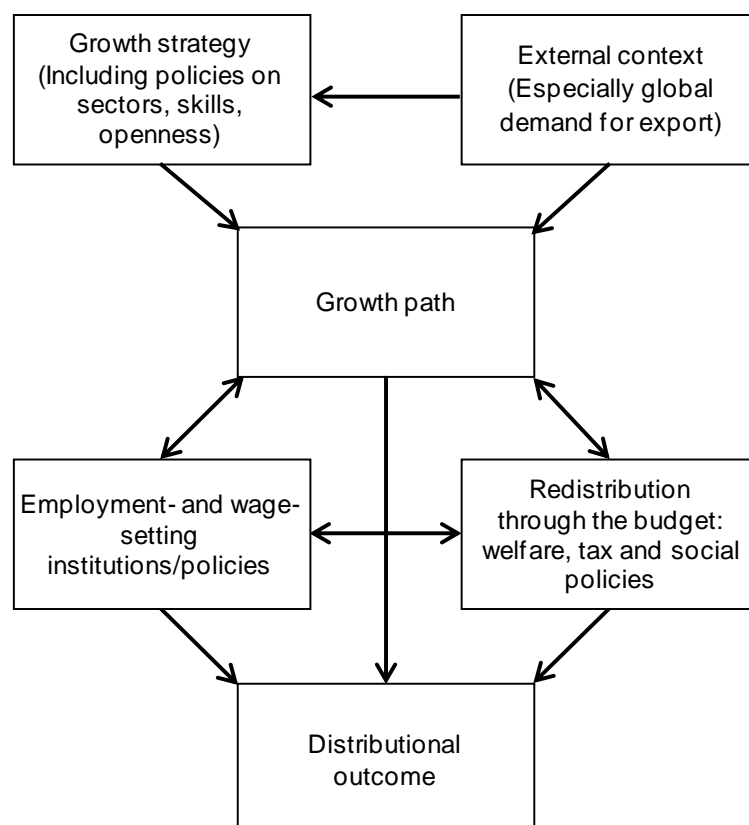 Growth strategy
(Including policies on
sectors, skills,
openness)
External context
(Especially global
demand for export)
Growth path
Employment- and wage-
setting
institutions/policies
Redistribution
through the budget:
welfare, tax and social
policies
Distributional
outcome